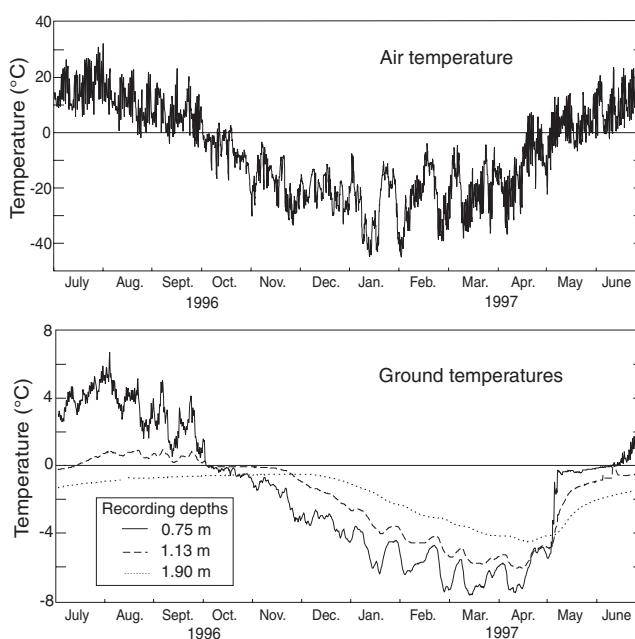 40
20
0
-20
-40
Temperature (°C)
Air temperature
July Aug. Sept. Oct. Nov. Dec. Jan. Feb. Mar. Apr. May June
1996 1997
8
4
0
-4
-8
Temperature (°C)
Ground temperatures
Recording depths
0.75 m
1.13 m
1.90 m
July Aug. Sept. Oct. Nov. Dec. Jan. Feb. Mar. Apr. May June
1996 1997